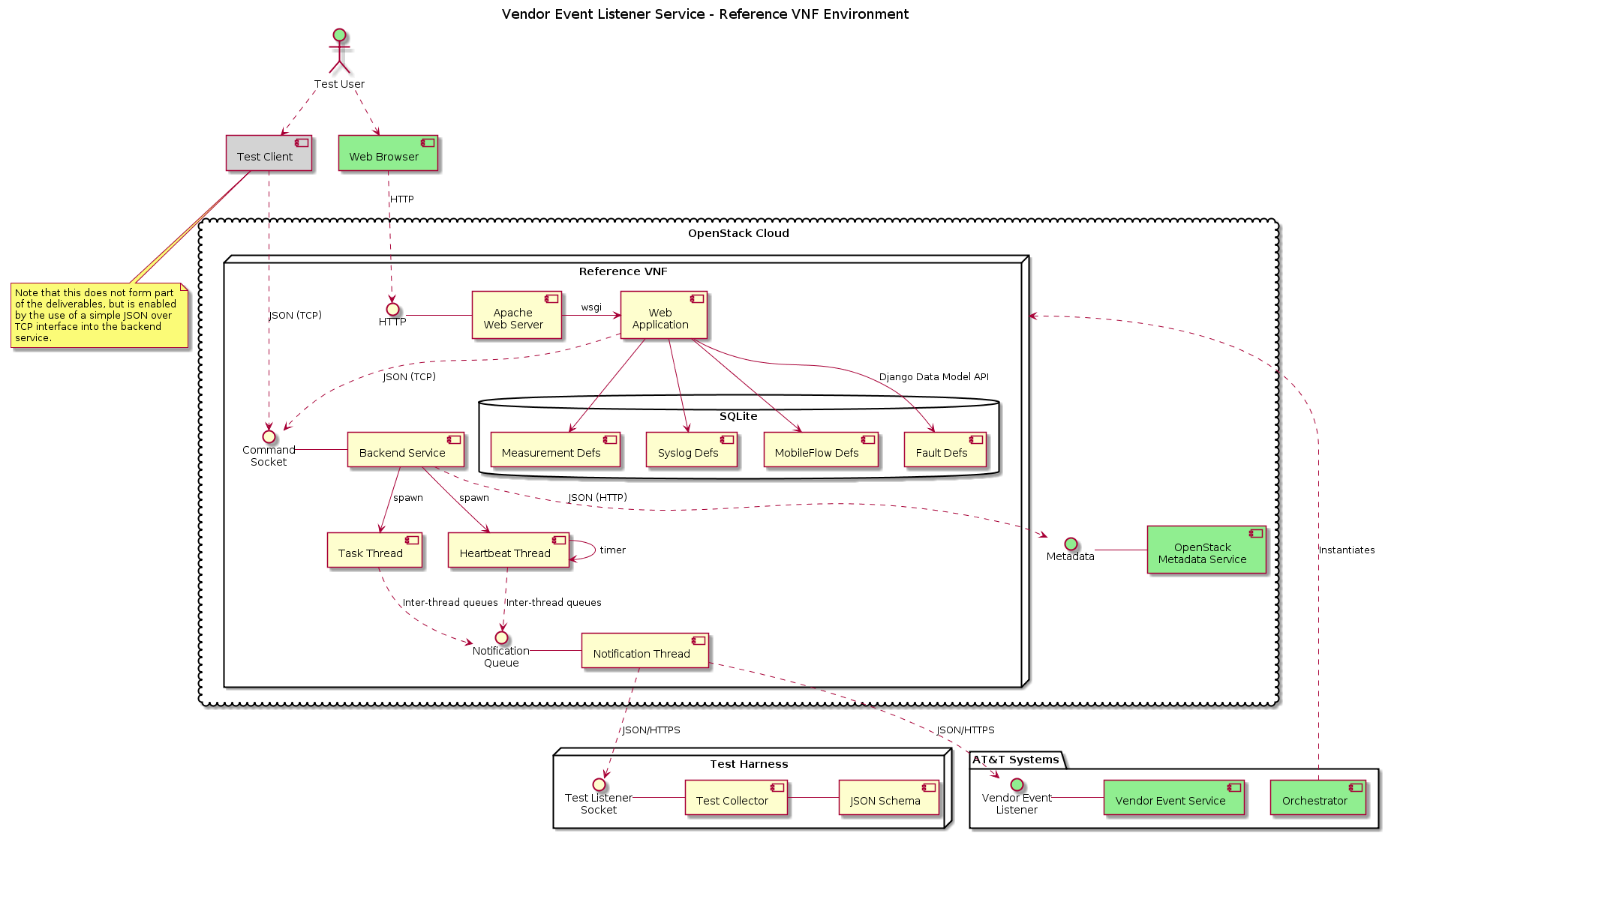 Vendor Event Listener Service - Reference VNF Environment
Test User
Test Client
Web Browser
HTTP
OpenStack Cloud
Reference VNF
Note that this does not form part
of the deliverables, but is enabled
by the use of a simple JSON over
TCP interface into the backend
service.
JSON (TCP)
HTTP
Apache
Web Server
wsgi
Web
Application
JSON (TCP)
Django Data Model API
SQLite
Measurement Defs
Syslog Defs
MobileFlow Defs
Fault Defs
Command
Socket
Backend Service
spawn
spawn
JSON (HTTP)
Task Thread
Heartbeat Thread
timer
Metadata
OpenStack
Metadata Service
Instantiates
Inter-thread queues
Inter-thread queues
Notification
Queue
Notification Thread
JSON/HTTPS
JSON/HTTPS
Test Harness
Test Listener
Socket
Test Collector
JSON Schema
AT&T Systems
Vendor Event
Listener
Vendor Event Service
Orchestrator